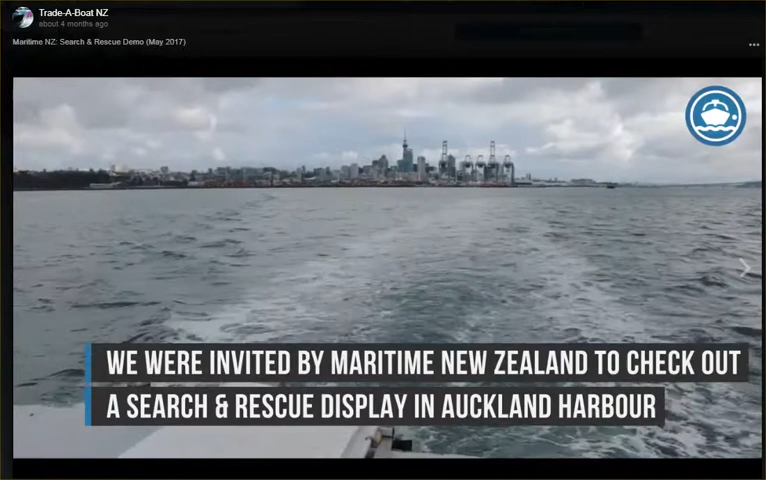 Trade-A-Boat NZ
about 4 months ago
Maritime NZ: Search & Rescue Demo (May 2017)
WE WERE INVITED BY MARITIME NEW ZEALAND TO CHECK OUT
A SEARCH & RESCUE DISPLAY IN AUCKLAND HARBOUR